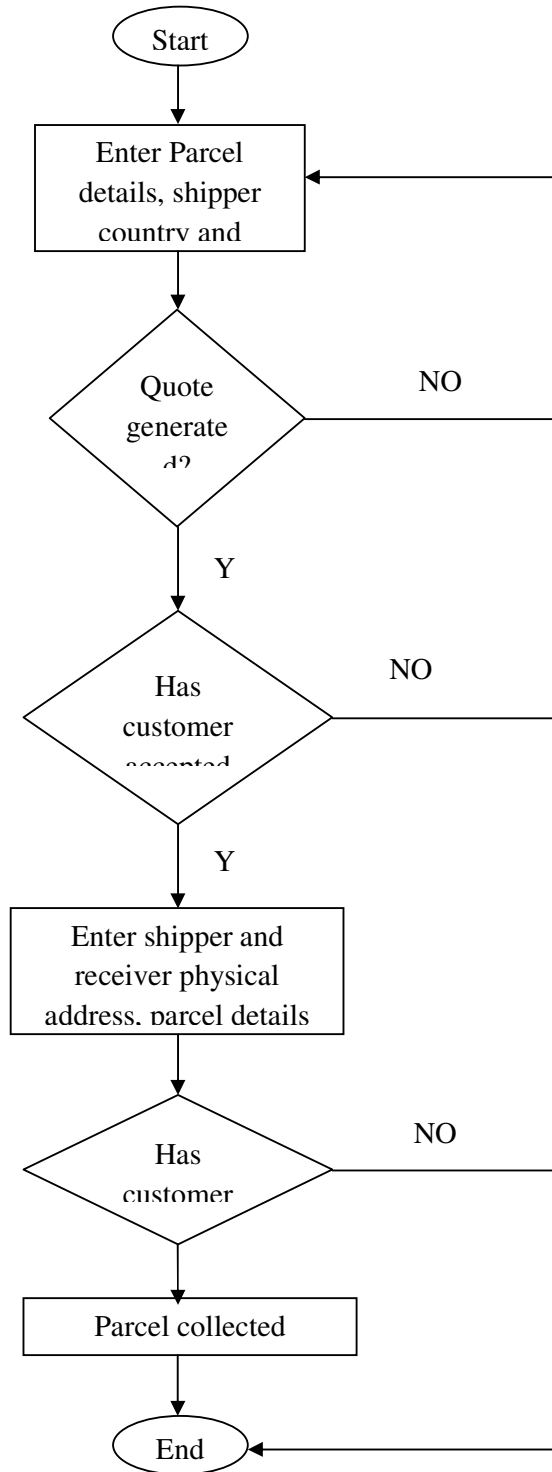 Start
Enter Parcel
details, shipper
country and
Quote
generate
d?
NO
Y
Has
customer
accepted
NO
Y
Enter shipper and
receiver physical
address, parcel details
Has
customer
NO
Parcel collected
End